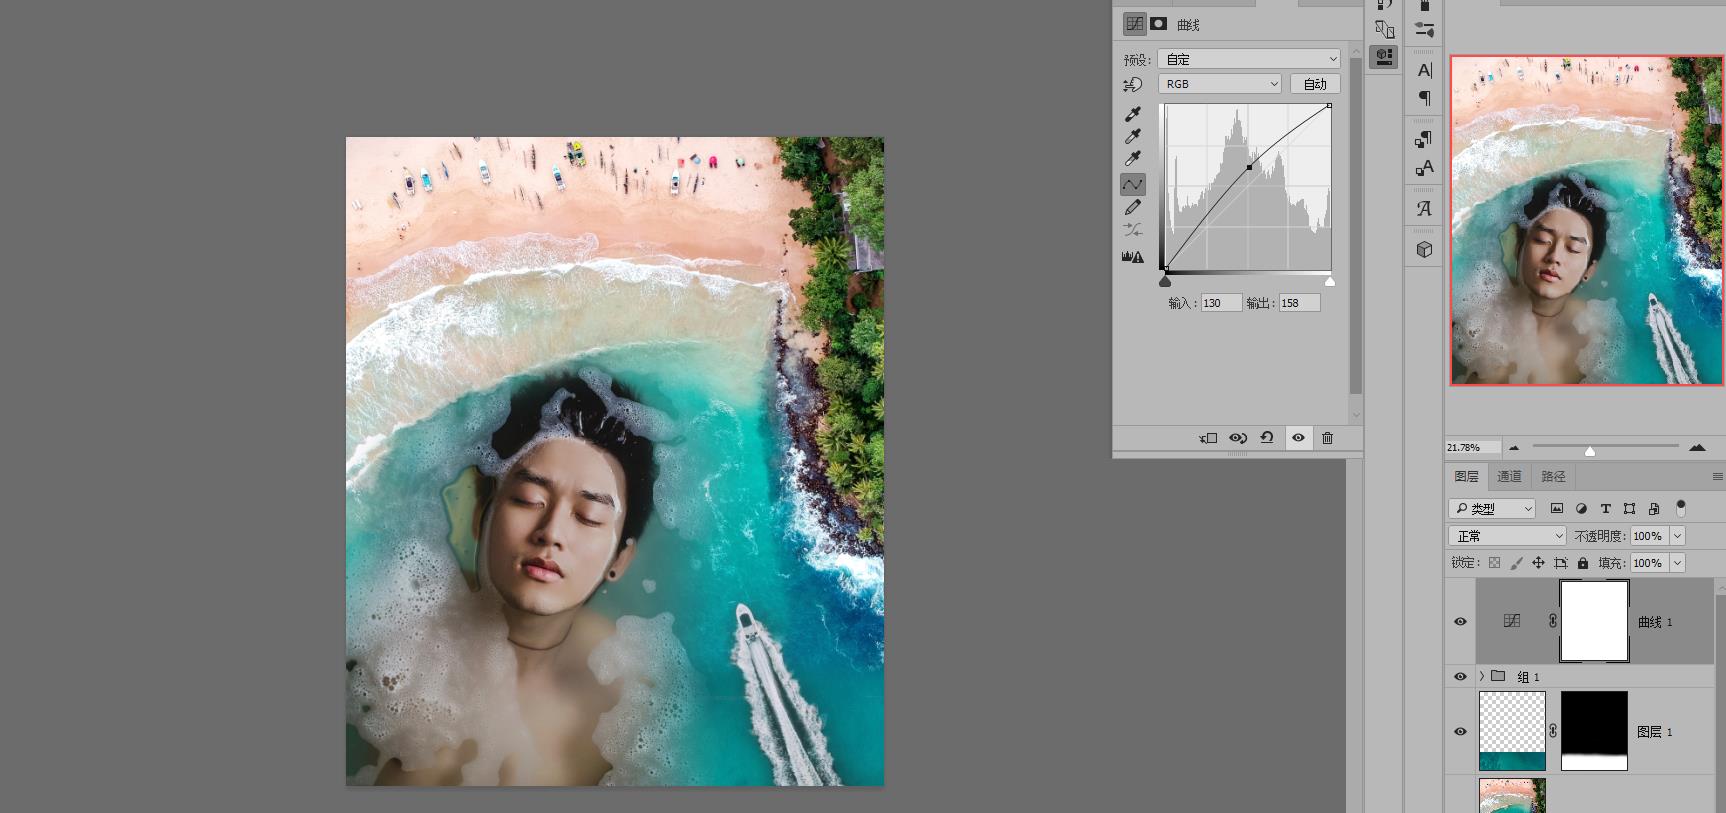 曲线
预设: 自定
RGB 自动
输入: 130 输出: 158
21.78%
图层 通道 路径
类型
正常 不透明度: 100%
锁定: 填充: 100%
曲线 1
组 1
图层 1